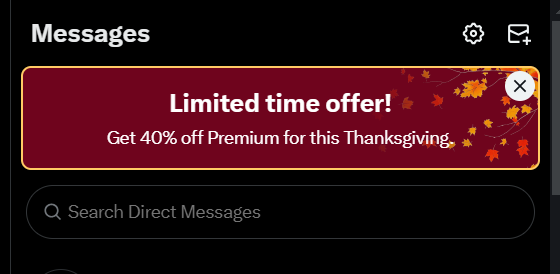 Messages
Limited time offer!
Get 40% off Premium for this Thanksgiving.
Search Direct Messages